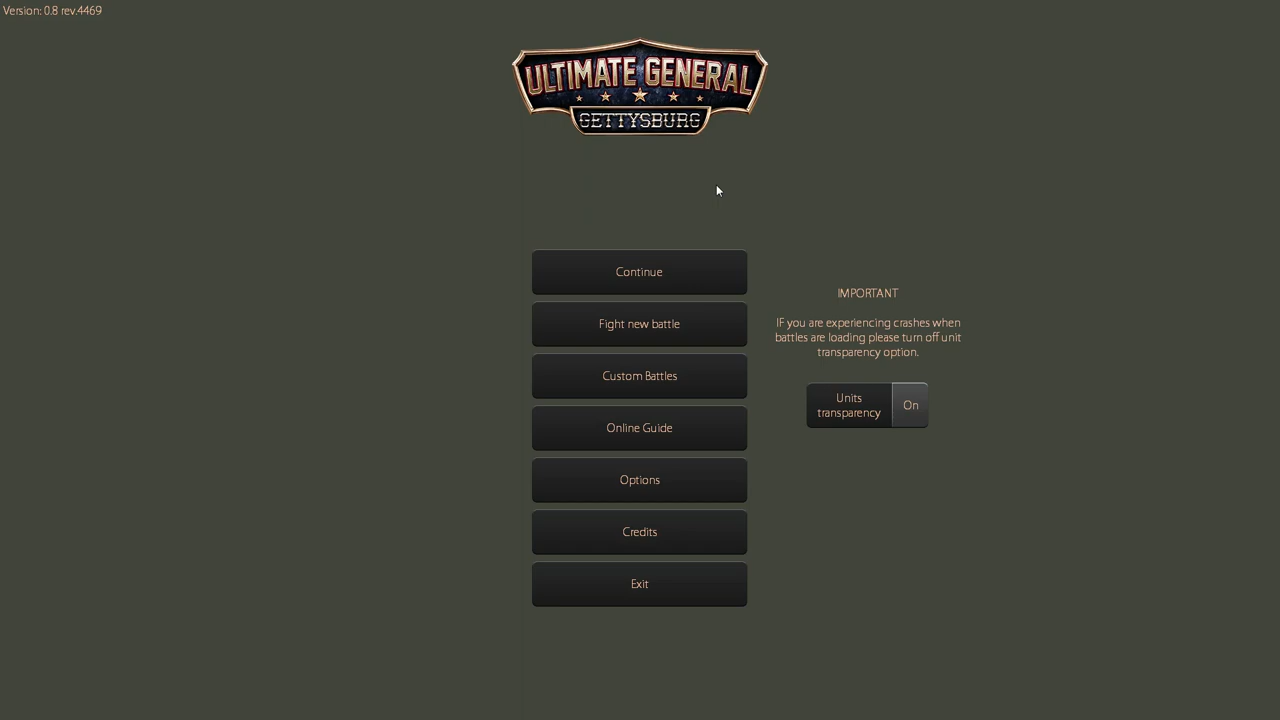 Version: 0.8 rev.4469
ULTIMATE GENERAL
GETTYSBURG
Continue
Fight new battle
Custom Battles
Online Guide
Options
Credits
Exit
IMPORTANT
IF you are experiencing crashes when
battles are loading please turn off unit
transparency option.
Units
transparency
On